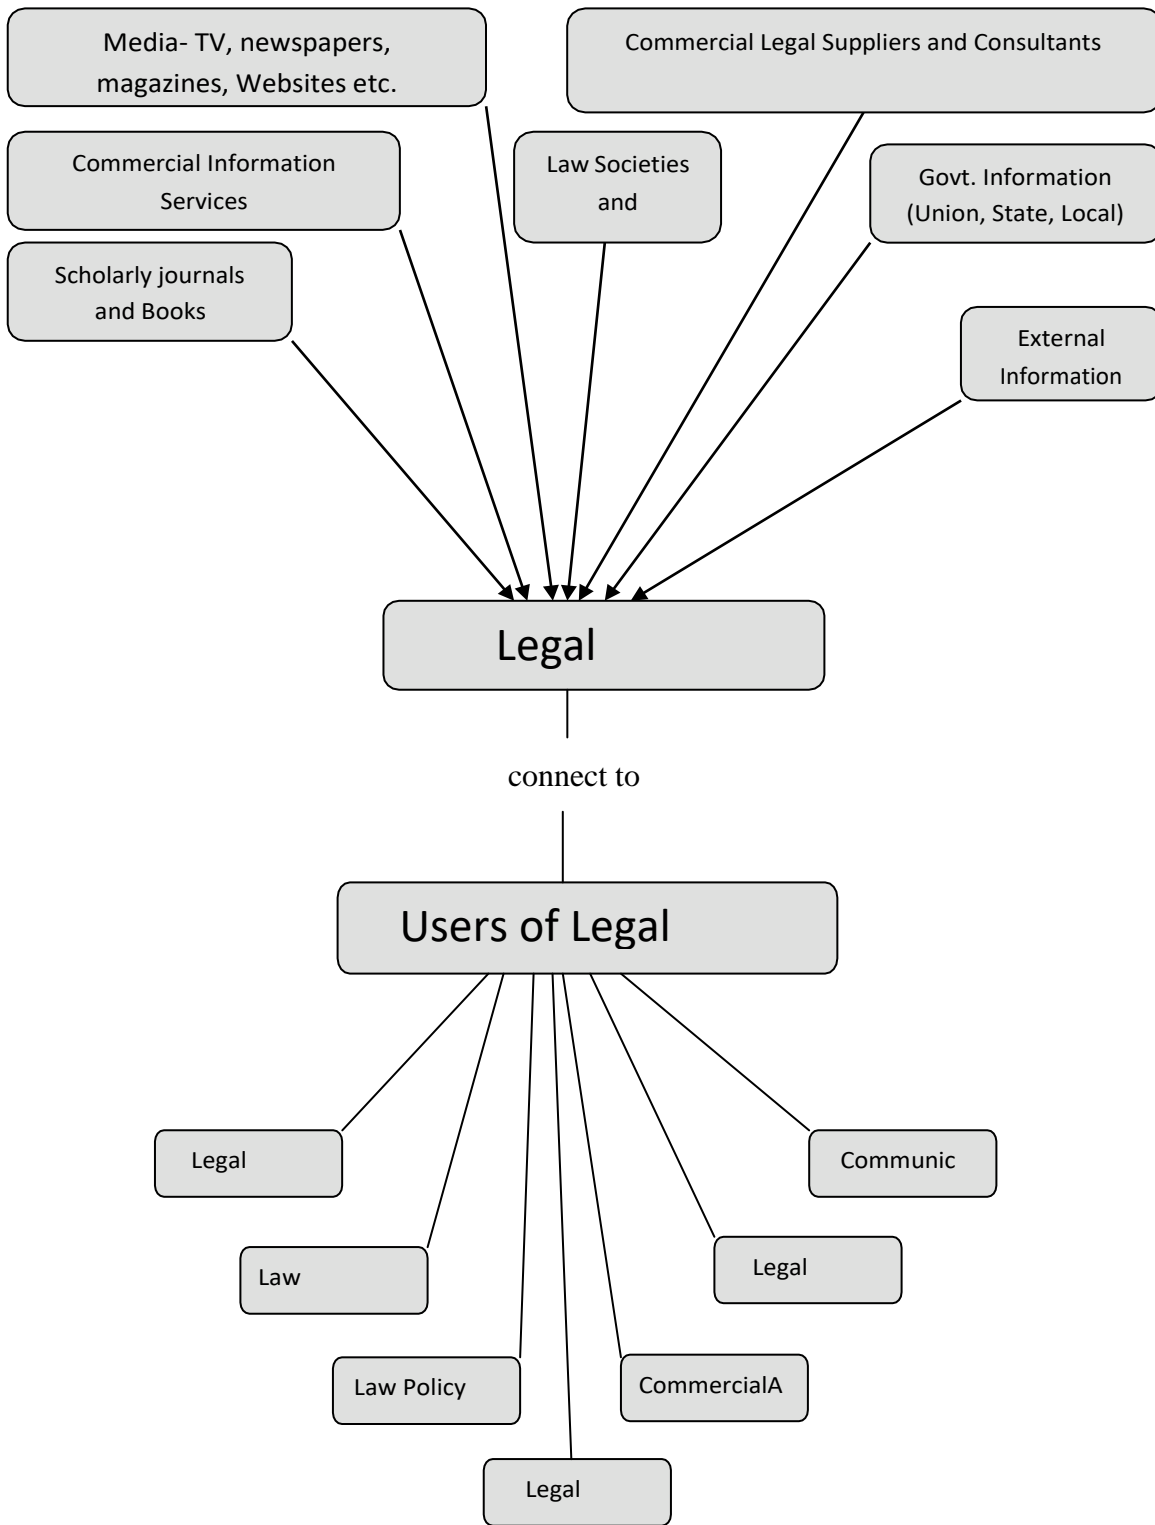 Media- TV, newspapers,
magazines, Websites etc.
Commercial Legal Suppliers and Consultants
Commercial Information
Services
Law Societies
and
Govt. Information
(Union, State, Local)
Scholarly journals
and Books
External
Information
Legal
connect to
Users of Legal
Legal
Communic
Law
Legal
Law Policy
CommercialA
Legal